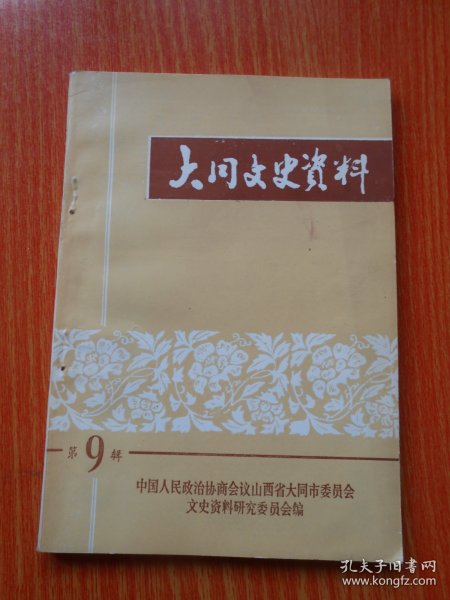 大同文史資料
第9辑
中国人民政治协商会议山西省大同市委员会
文史资料研究委员会编
孔夫子旧书网
www.kongfz.com